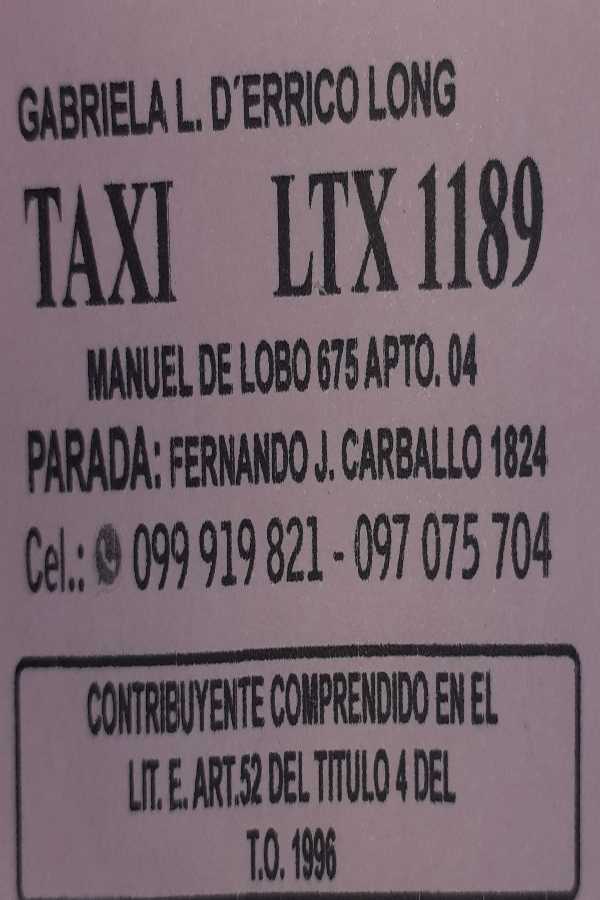 GABRIELA L. D´ERRICO LONG
TAXI LTX 1189
MANUEL DE LOBO 675 APTO. 04
PARADA: FERNANDO J. CARBALLO 1824
Cel.: 099 919 821 - 097 075 704
CONTRIBUYENTE COMPRENDIDO EN EL
LIT. E. ART.52 DEL TITULO 4 DEL
T.O. 1996